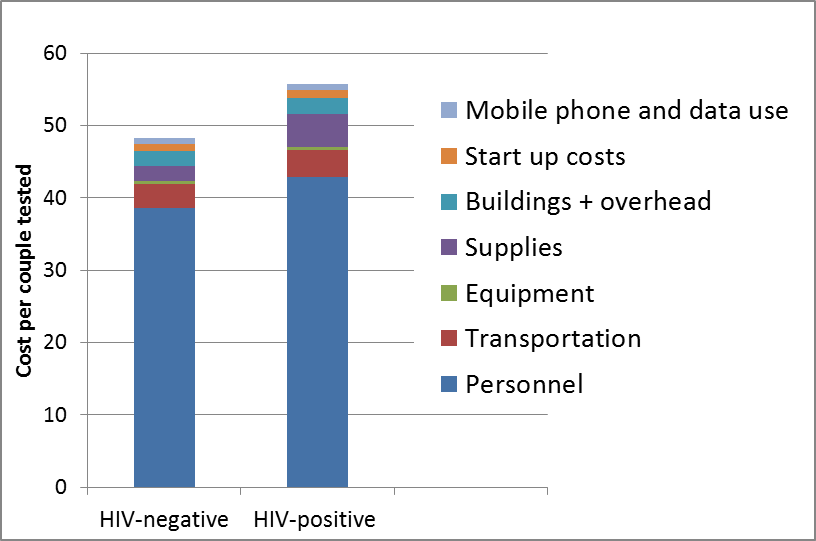 Cost per couple tested
60
50
40
30
20
10
0
HIV-negative
HIV-positive
Mobile phone and data use
Start up costs
Buildings + overhead
Supplies
Equipment
Transportation
Personnel